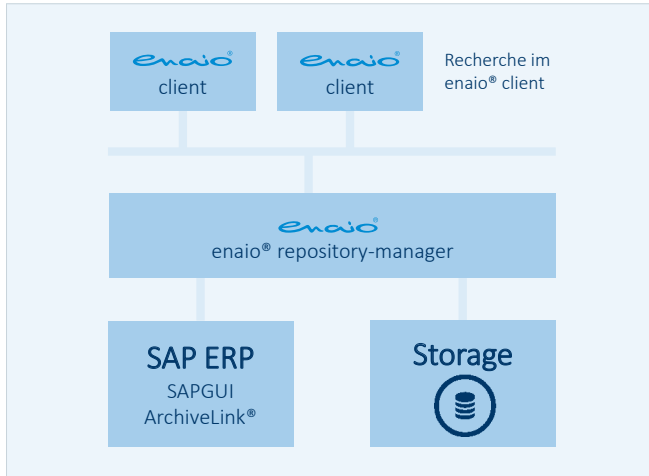 enaio®
client
enaio®
client
Recherche im
enaio® client
enaio®
enaio® repository-manager
SAP ERP
SAPGUI
ArchiveLink®
Storage